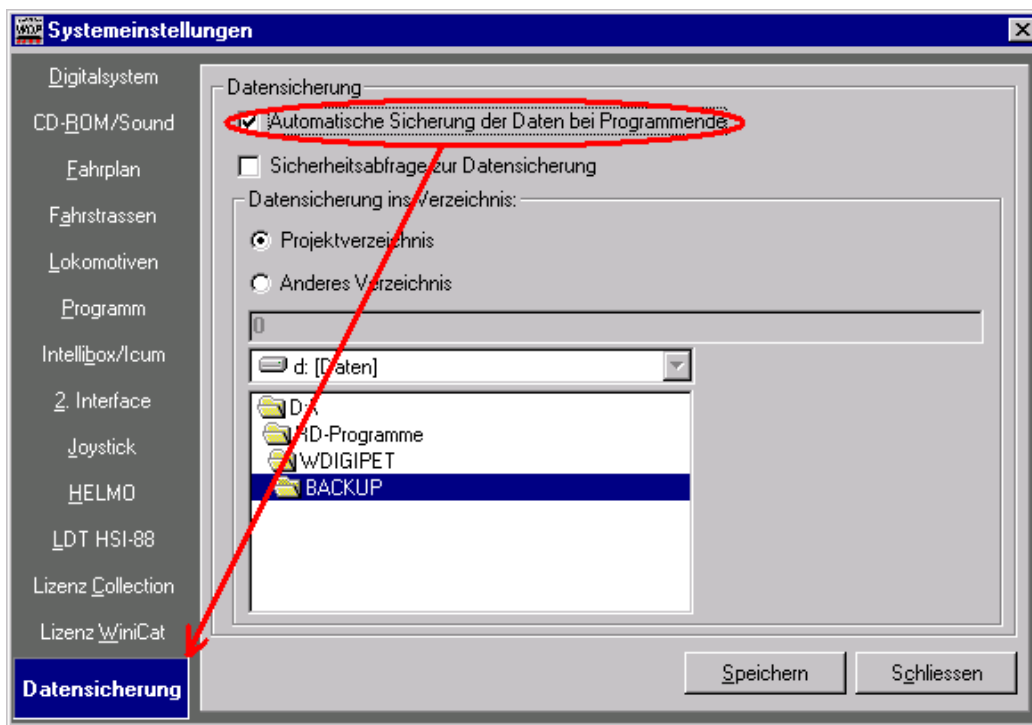 Systemeinstellungen
Digitalsystem
CD-ROM/Sound
Fahrplan
Fahrstrassen
Lokomotiven
Programm
Intellibox/Icum
2. Interface
Joystick
HELMO
LDT HSI-88
Lizenz Collection
Lizenz WiniCat
Datensicherung
Datensicherung
Automatische Sicherung der Daten bei Programmende
Sicherheitsabfrage zur Datensicherung
Datensicherung ins Verzeichnis:
Projektverzeichnis
Anderes Verzeichnis
0
d: [Daten]
D:\
RD-Programme
WDIGIPET
BACKUP
Speichern
Schliessen